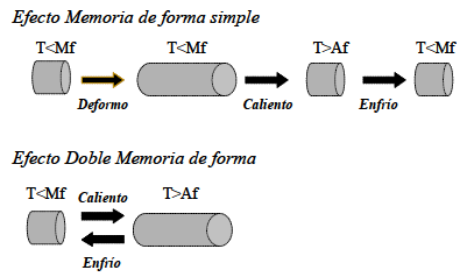 Efecto Memoria de forma simple
T<Mf T<Mf T>Af T<Mf
Deformo Caliento Enfrío
Efecto Doble Memoria de forma
T<Mf Caliento T>Af
Enfrío